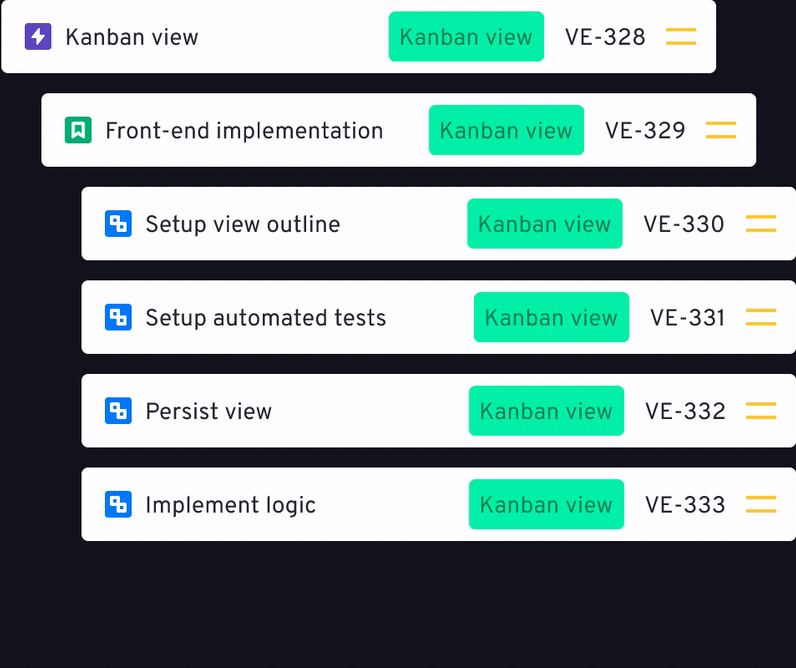 Kanban view Kanban view VE-328
Front-end implementation Kanban view VE-329
Setup view outline Kanban view VE-330
Setup automated tests Kanban view VE-331
Persist view Kanban view VE-332
Implement logic Kanban view VE-333